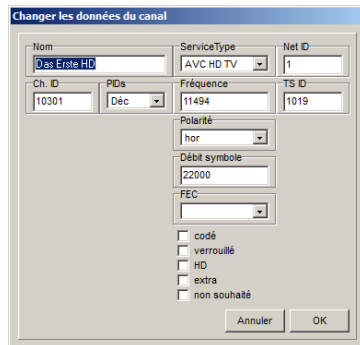 Changer les données du canal
Nom ServiceType Net ID
Das Erste HD AVC HD TV 1
Ch. ID PIDs Fréquence TS ID
10301 Déc 11494 1019
Polarité
hor
Débit symbole
22000
FEC
codé
verrouillé
HD
extra
non souhaité
Annuler OK